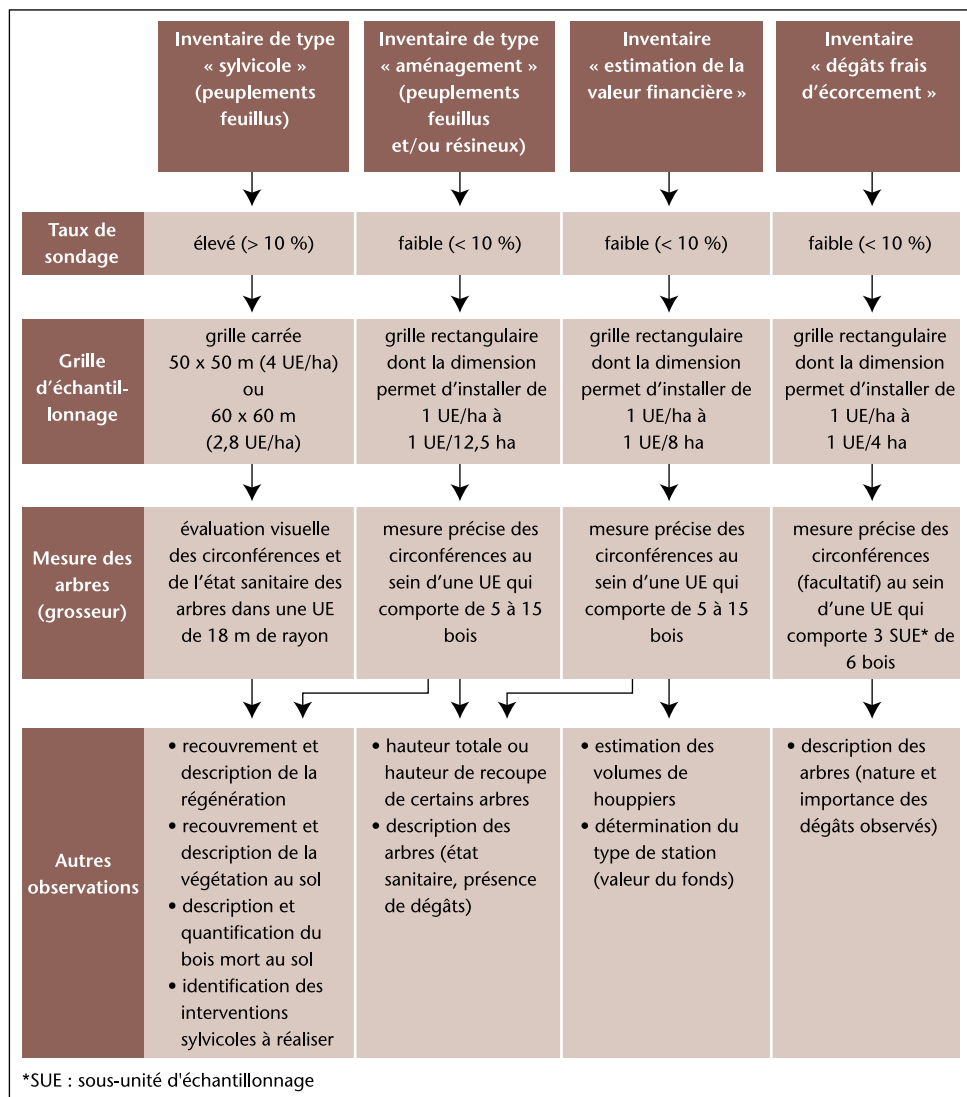 Inventaire de type
« sylvicole »
(peuplements
feuillus)
Inventaire de type
« aménagement »
(peuplements
feuillus
et/ou résineux)
Inventaire
« estimation de la
valeur financière »
Inventaire
« dégâts frais
d'écorcement »
Taux de
sondage
élevé (> 10 %)
faible (< 10 %)
faible (< 10 %)
faible (< 10 %)
Grille
d'échantil-
lonnage
grille carrée
50 x 50 m (4 UE/ha)
ou
60 x 60 m
(2,8 UE/ha)
grille rectangulaire
dont la dimension
permet d'installer de
1 UE/ha à
1 UE/12,5 ha
grille rectangulaire
dont la dimension
permet d'installer de
1 UE/ha à
1 UE/8 ha
grille rectangulaire
dont la dimension
permet d'installer de
1 UE/ha à
1 UE/4 ha
Mesure des
arbres
(grosseur)
évaluation visuelle
des circonférences et
de l'état sanitaire des
arbres dans une UE
de 18 m de rayon
mesure précise des
circonférences au
sein d'une UE qui
comporte de 5 à 15
bois
mesure précise des
circonférences au
sein d'une UE qui
comporte de 5 à 15
bois
mesure précise des
circonférences
(facultatif) au sein
d'une UE qui
comporte 3 SUE* de
6 bois
Autres
observations
• recouvrement et
description de la
régénération
• recouvrement et
description de la
végétation au sol
• description et
quantification du
bois mort au sol
• identification des
interventions
sylvicoles à réaliser
• hauteur totale ou
hauteur de recoupe
de certains arbres
• description des
arbres (état
sanitaire, présence
de dégâts)
• estimation des
volumes de
houppiers
• détermination du
type de station
(valeur du fonds)
• description des
arbres (nature et
importance des
dégâts observés)
*SUE : sous-unité d'échantillonnage